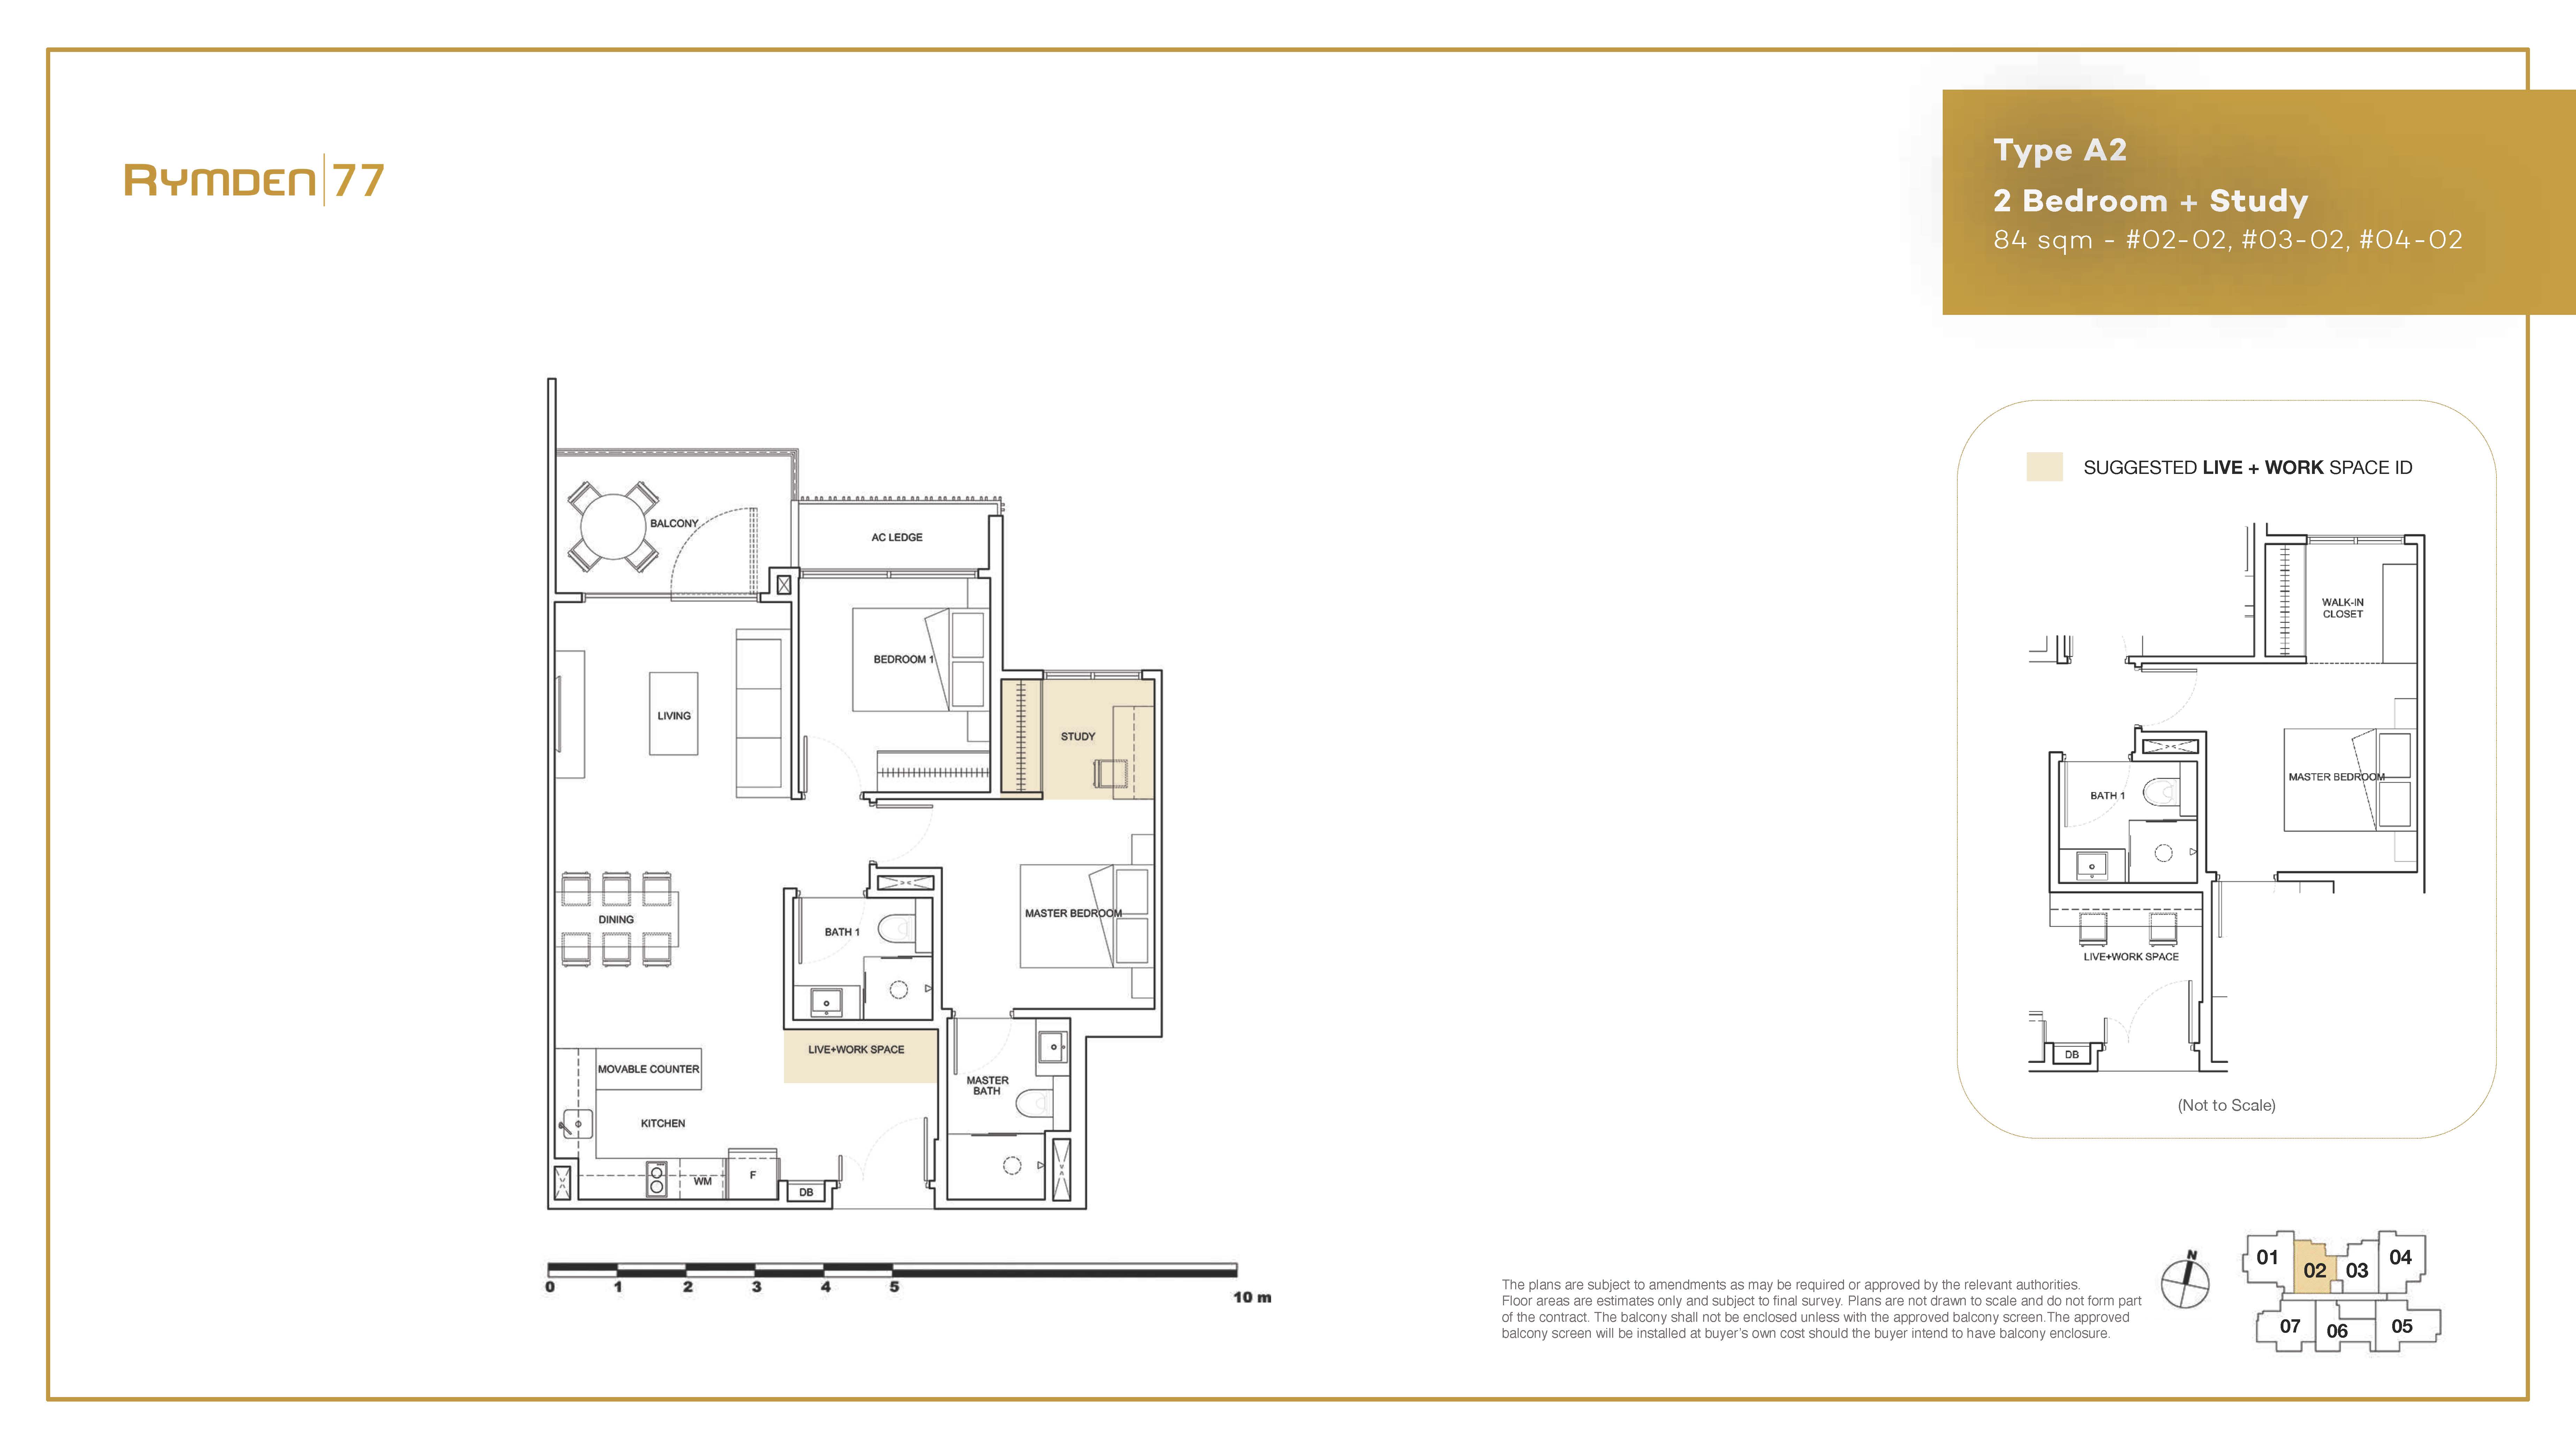 RYMDEN 77
Type A2
2 Bedroom + Study
84 sqm - #02-02, #03-02, #04-02
BALCONY
AC LEDGE
BEDROOM 1
LIVING
STUDY
DINING
MASTER BEDROOM
BATH 1
LIVE+WORK SPACE
MOVABLE COUNTER
MASTER
BATH
KITCHEN
WM
F
DB
0 1 2 3 4 5
10 m
SUGGESTED LIVE + WORK SPACE ID
WALK-IN
CLOSET
MASTER BEDROOM
BATH 1
LIVE+WORK SPACE
DB
(Not to Scale)
The plans are subject to amendments as may be required or approved by the relevant authorities.
Floor areas are estimates only and subject to final survey. Plans are not drawn to scale and do not form part
of the contract. The balcony shall not be enclosed unless with the approved balcony screen.The approved
balcony screen will be installed at buyer's own cost should the buyer intend to have balcony enclosure.
N
01 02 03 04
07 06 05